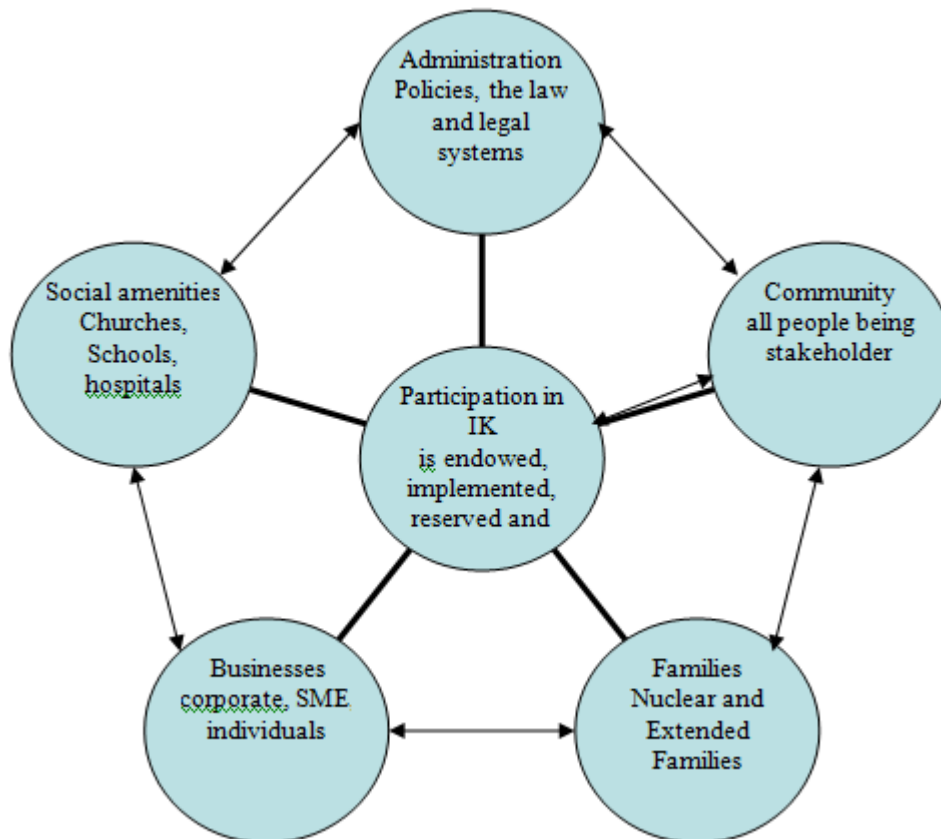 Administration
Policies, the law
and legal
systems
Social amenities
Churches,
Schools,
hospitals
Community
all people being
stakeholder
Participation in
IK
is endowed,
implemented,
reserved and
Businesses
corporate, SME,
individuals
Families
Nuclear and
Extended
Families